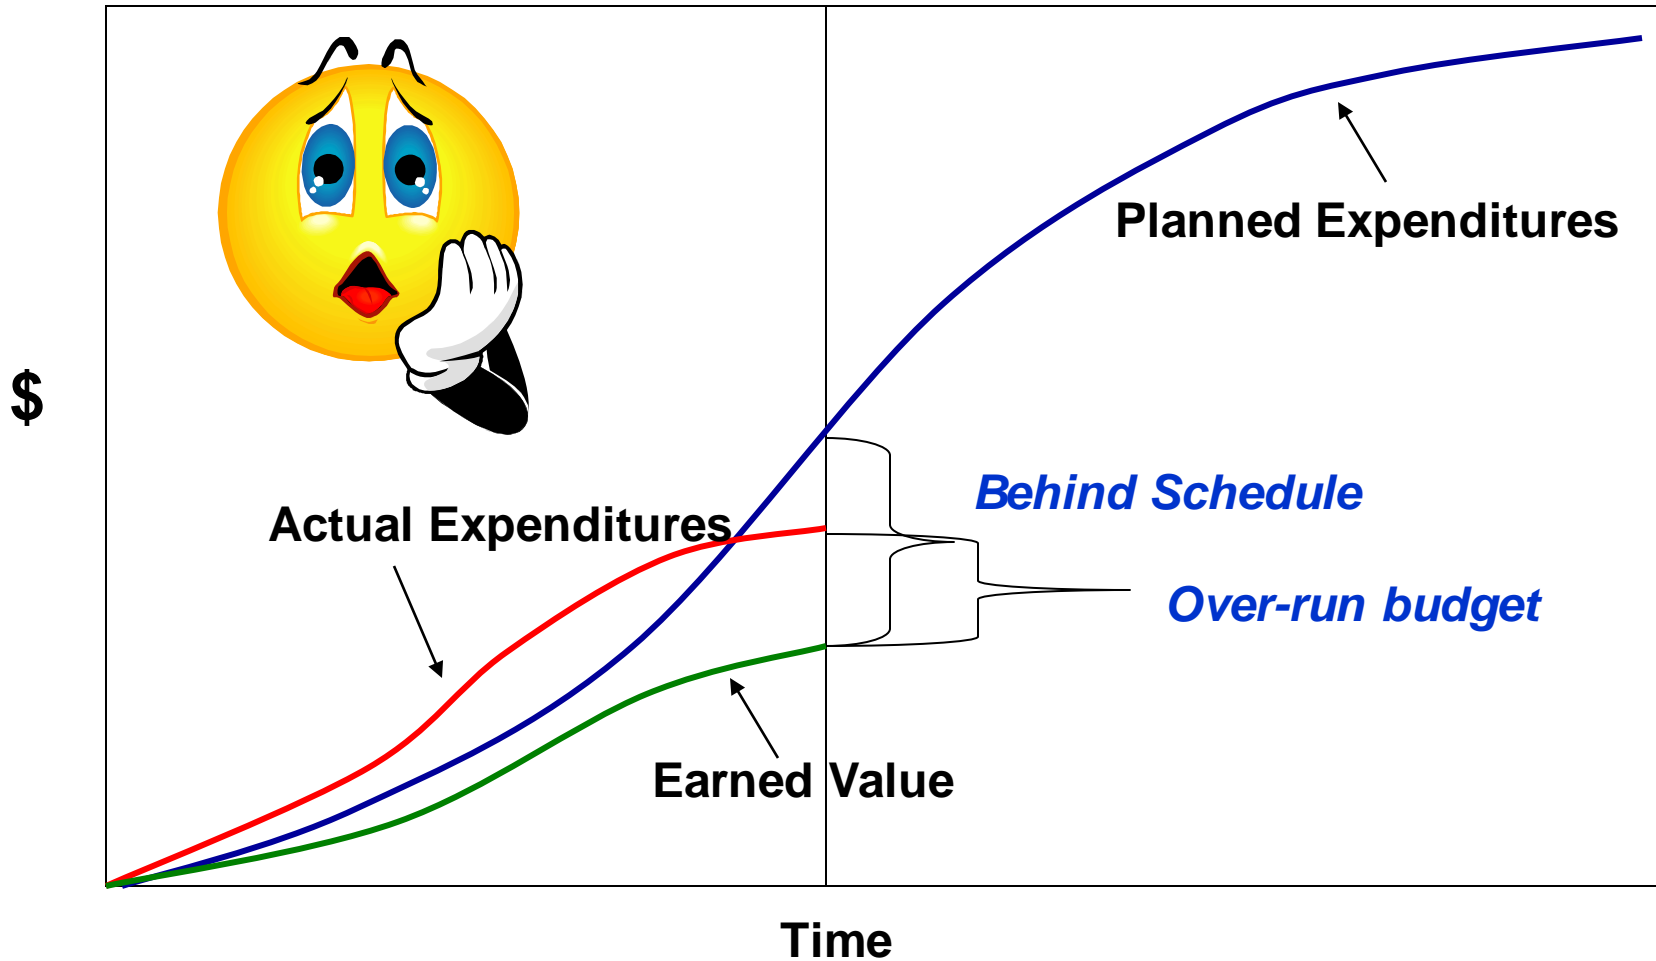 Planned Expenditures
$
Behind Schedule
Actual Expenditures
Over-run budget
Earned Value
Time